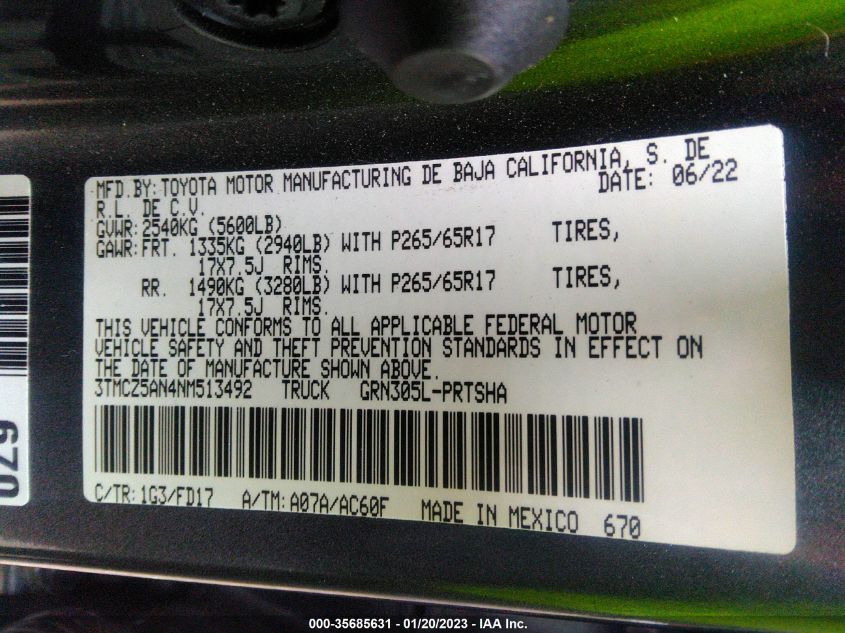 MFD.BY:TOYOTA MOTOR MANUFACTURING DE BAJA CALIFORNIA, S. DE
R.L. DE C.V. DATE: 06/22
GVWR:2540KG (5600LB)
GAWR:FRT. 1335KG (2940LB) WITH P265/65R17 TIRES,
17X7.5J RIMS.
RR. 1490KG (3280LB) WITH P265/65R17 TIRES,
17X7.5J RIMS.
THIS VEHICLE CONFORMS TO ALL APPLICABLE FEDERAL MOTOR
VEHICLE SAFETY AND THEFT PREVENTION STANDARDS IN EFFECT ON
THE DATE OF MANUFACTURE SHOWN ABOVE.
3TMCZ5AN4NM513492 TRUCK GRN305L-PRTSHA
C/TR:1G3/FD17 A/TM:A07A/AC60F MADE IN MEXICO 670
000-35685631 - 01/20/2023 - IAA Inc.